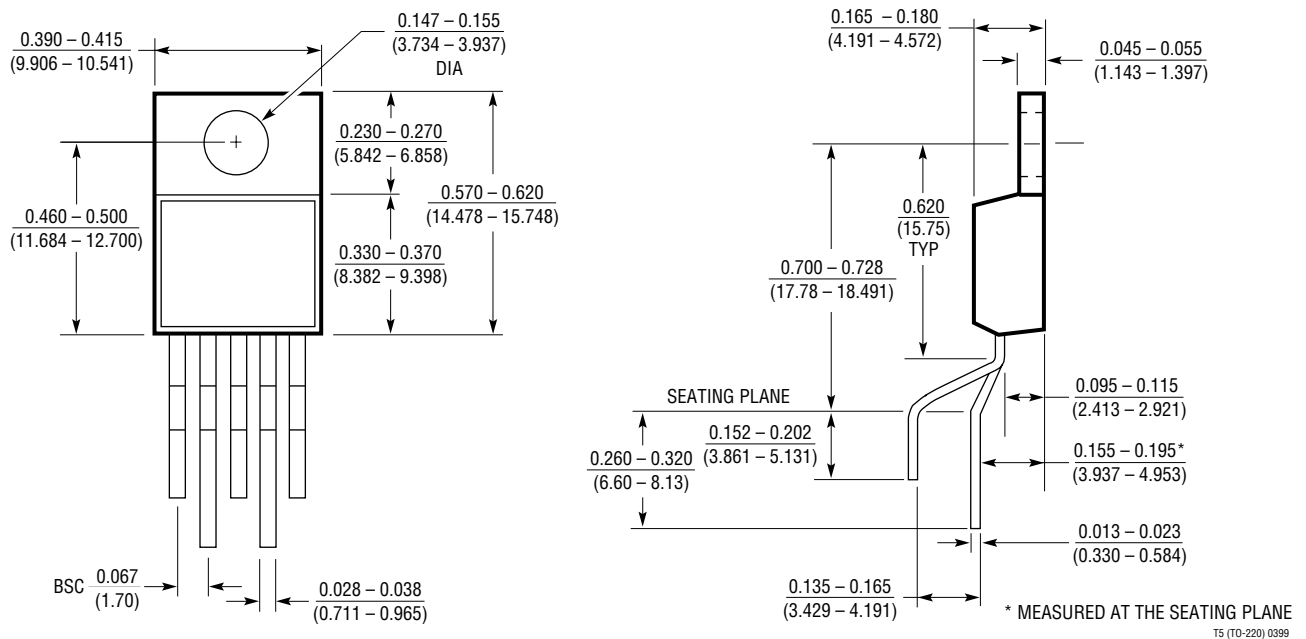 0.390 – 0.415
(9.906 – 10.541)
0.147 – 0.155
(3.734 – 3.937)
DIA
0.230 – 0.270
(5.842 – 6.858)
0.570 – 0.620
(14.478 – 15.748)
0.460 – 0.500
(11.684 – 12.700)
0.330 – 0.370
(8.382 – 9.398)
BSC
0.067
(1.70)
0.028 – 0.038
(0.711 – 0.965)
0.165 – 0.180
(4.191 – 4.572)
0.045 – 0.055
(1.143 – 1.397)
0.620
(15.75)
TYP
0.700 – 0.728
(17.78 – 18.491)
SEATING PLANE
0.152 – 0.202
(3.861 – 5.131)
0.260 – 0.320
(6.60 – 8.13)
0.095 – 0.115
(2.413 – 2.921)
0.155 – 0.195*
(3.937 – 4.953)
0.013 – 0.023
(0.330 – 0.584)
0.135 – 0.165
(3.429 – 4.191)
* MEASURED AT THE SEATING PLANE
T5 (TO-220) 0399